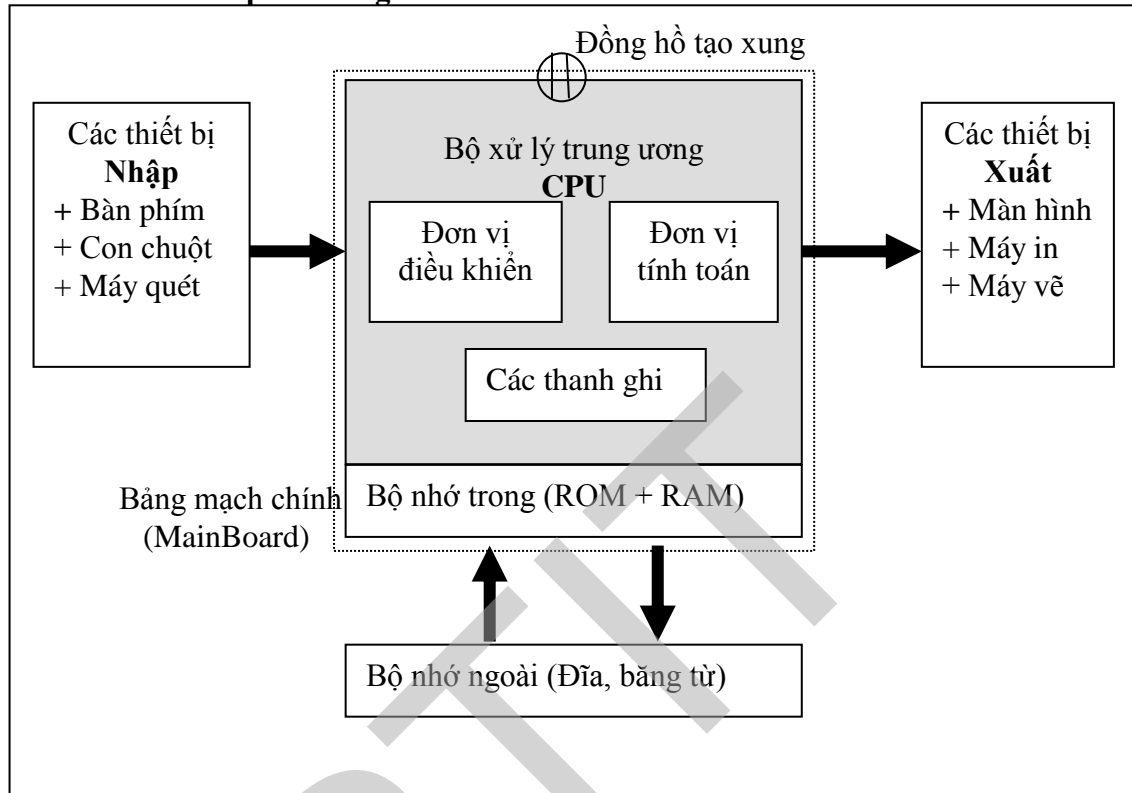 Đồng hồ tạo xung
Các thiết bị
Nhập
+ Bàn phím
+ Con chuột
+ Máy quét
Bộ xử lý trung ương
CPU
Đơn vị
điều khiển
Đơn vị
tính toán
Các thanh ghi
Các thiết bị
Xuất
+ Màn hình
+ Máy in
+ Máy vẽ
Bảng mạch chính
(MainBoard)
Bộ nhớ trong (ROM + RAM)
Bộ nhớ ngoài (Đĩa, băng từ)
PTIT